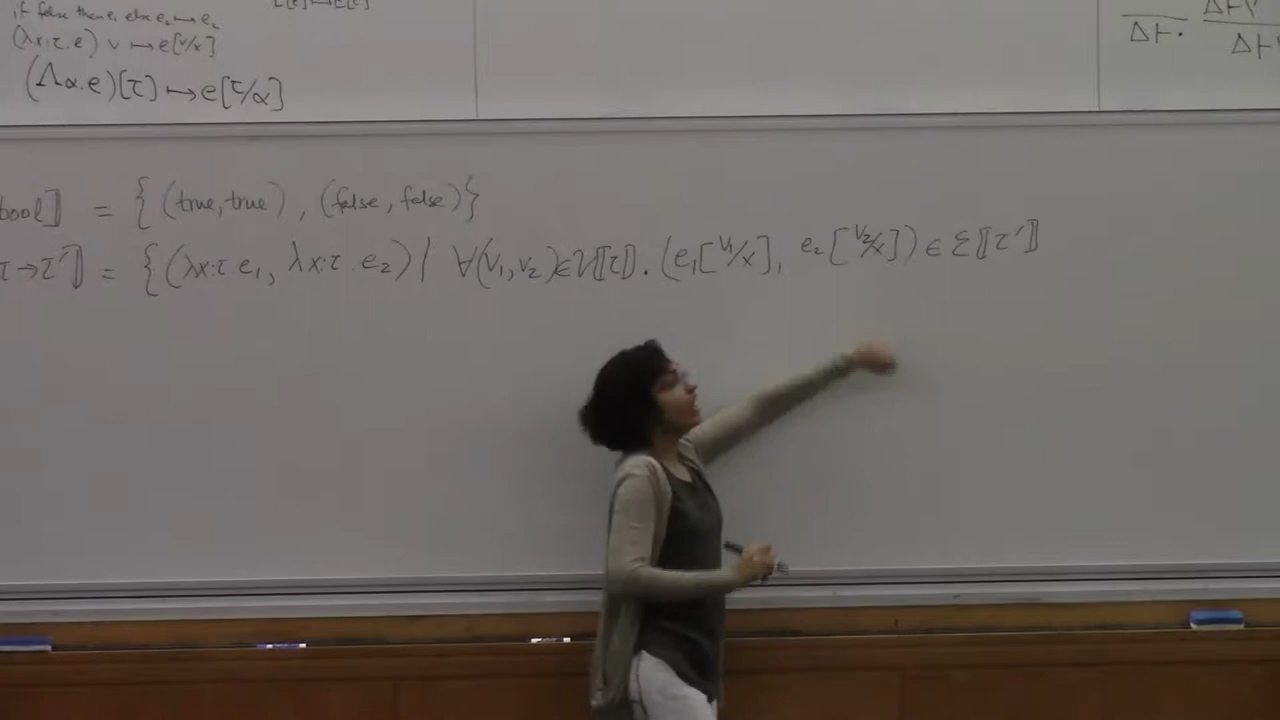 if false then e₁ else e₂ ↦ e₂
(λx:τ.e) v ↦ e[v/x]
(Λα.e)[τ] ↦ e[τ/α]
Δ⊢·
bool⟧ = {(true,true), (false,false)}
τ→τ'⟧ = {(λx:τ.e₁, λx:τ.e₂) | ∀(v₁,v₂)∈V⟦τ⟧. (e₁[v₁/x], e₂[v₂/x])∈Ɛ⟦τ'⟧